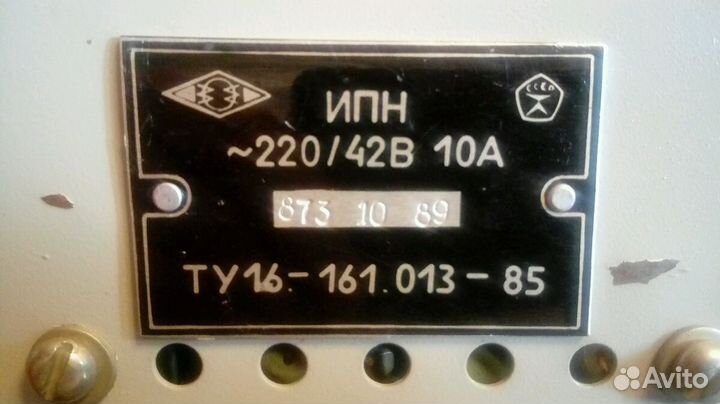 СССР
ИПН
~220/42В 10А
873 10 89
ТУ16-161.013-85
Avito